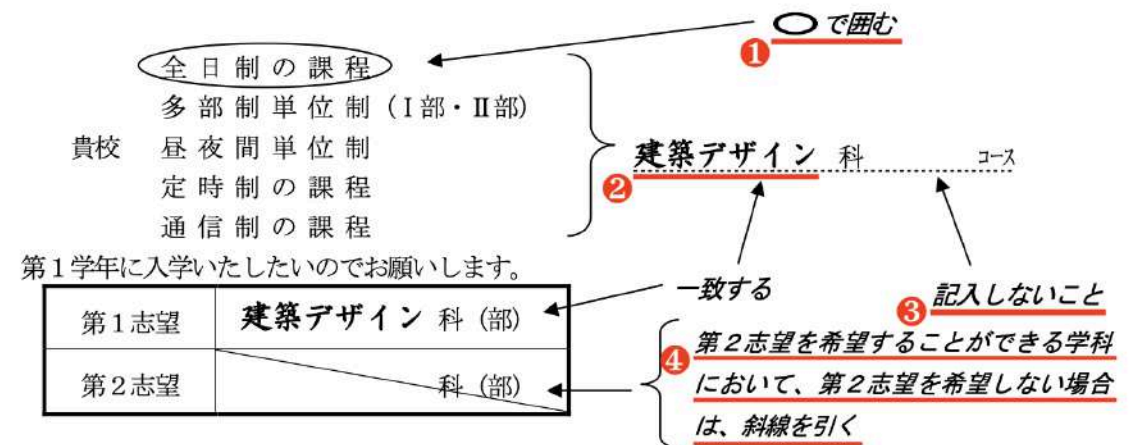 ○で囲む
❶
全日制の課程
多部制単位制(Ⅰ部・Ⅱ部)
貴校 昼夜間単位制
定時制の課程
通信制の課程
建築デザイン 科 コース
❷
第1学年に入学いたしたいのでお願いします。
一致する
❸ 記入しないこと
第1志望 建築デザイン 科(部)
第2志望 科(部)
❹ 第2志望を希望することができる学科
において、第2志望を希望しない場合
は、斜線を引く